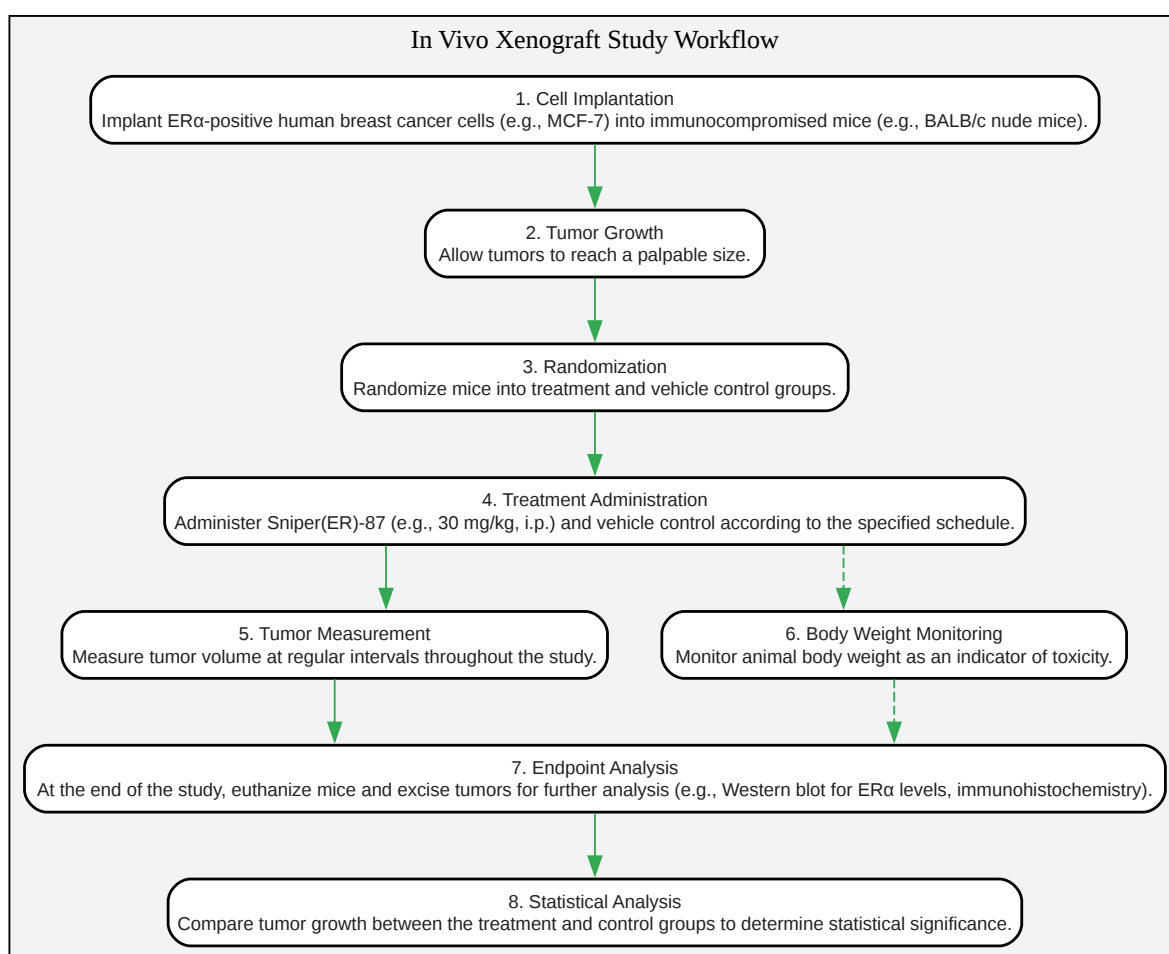 In Vivo Xenograft Study Workflow
1. Cell Implantation
Implant ERα-positive human breast cancer cells (e.g., MCF-7) into immunocompromised mice (e.g., BALB/c nude mice).
2. Tumor Growth
Allow tumors to reach a palpable size.
3. Randomization
Randomize mice into treatment and vehicle control groups.
4. Treatment Administration
Administer Sniper(ER)-87 (e.g., 30 mg/kg, i.p.) and vehicle control according to the specified schedule.
5. Tumor Measurement
Measure tumor volume at regular intervals throughout the study.
6. Body Weight Monitoring
Monitor animal body weight as an indicator of toxicity.
7. Endpoint Analysis
At the end of the study, euthanize mice and excise tumors for further analysis (e.g., Western blot for ERα levels, immunohistochemistry).
8. Statistical Analysis
Compare tumor growth between the treatment and control groups to determine statistical significance.